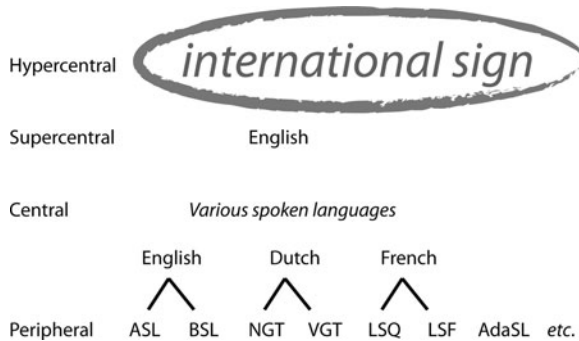 Hypercentral international sign
Supercentral English
Central Various spoken languages
English Dutch French
Peripheral ASL BSL NGT VGT LSQ LSF AdaSL etc.